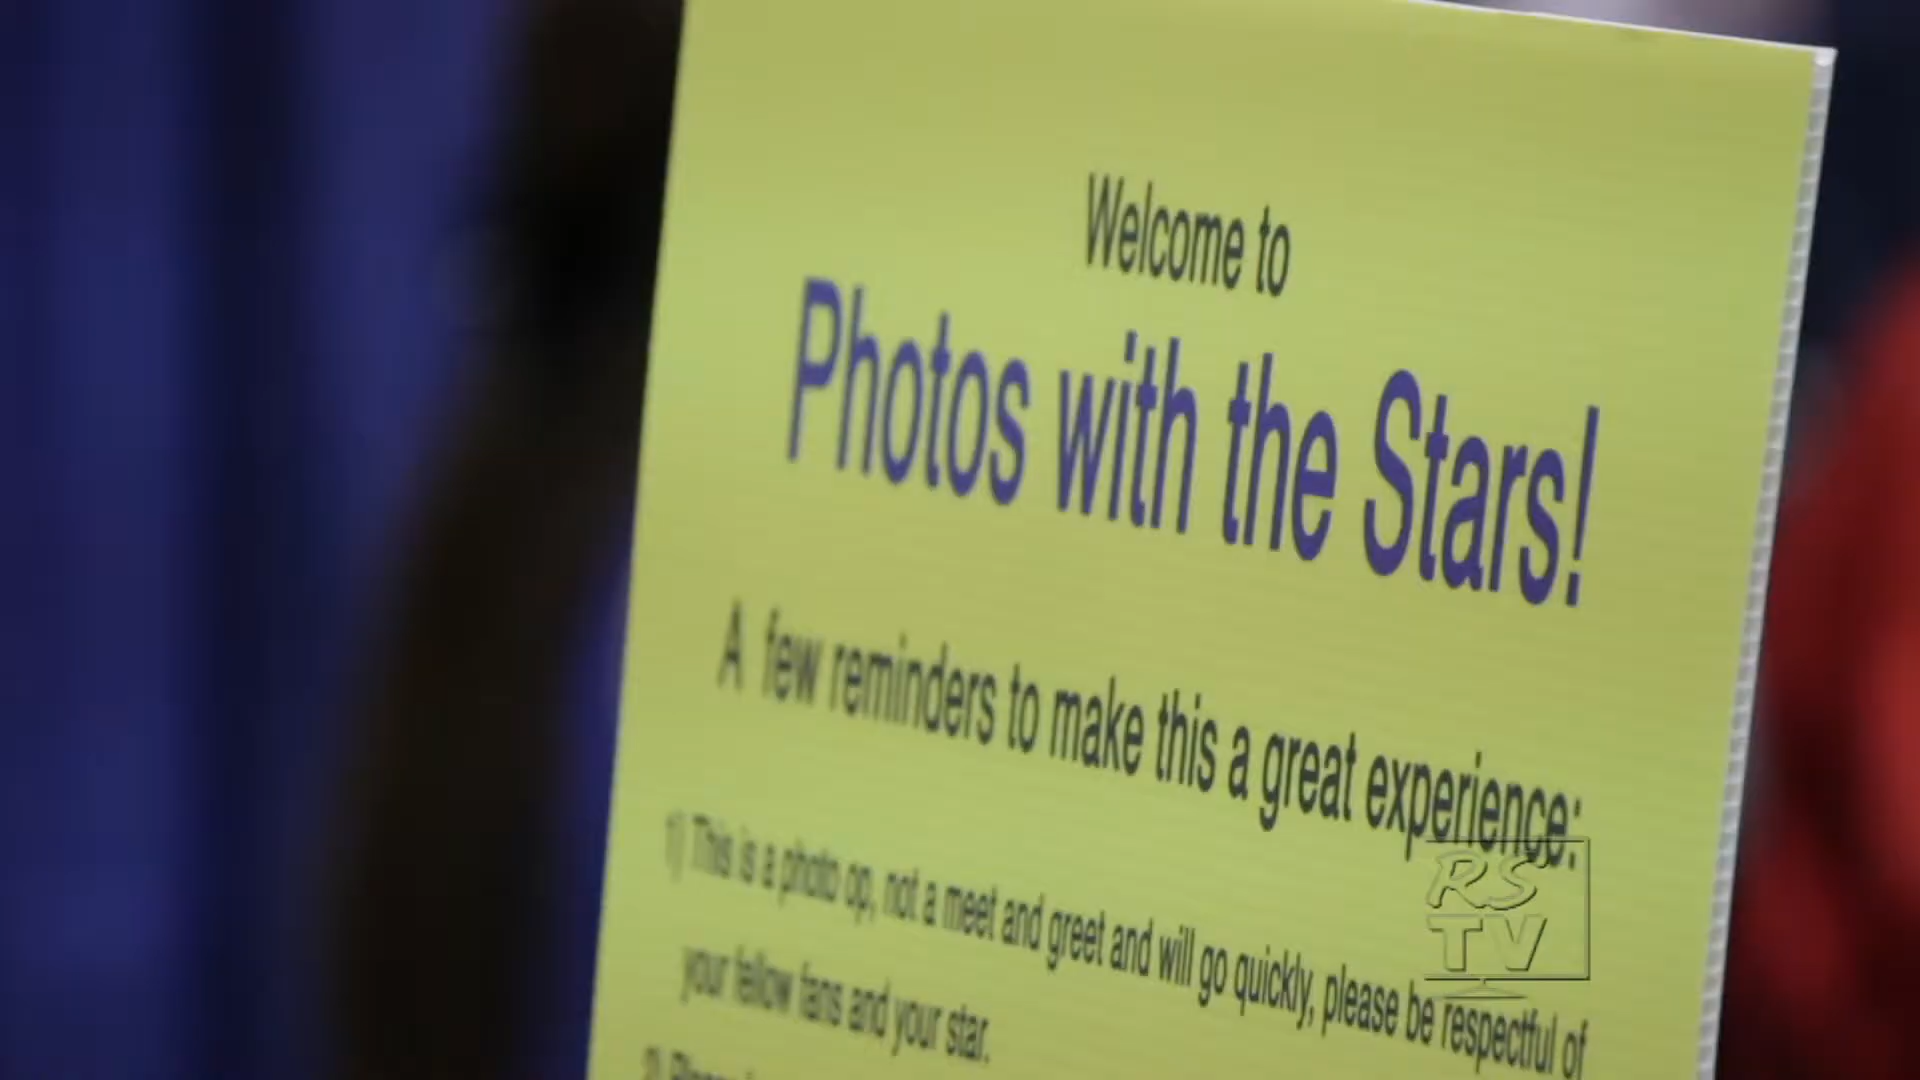 Welcome to
Photos with the Stars!
A few reminders to make this a great experience:
1) This is a photo op, not a meet and greet and will go quickly, please be respectful of
your fellow fans and your star.
2)
RS
TV